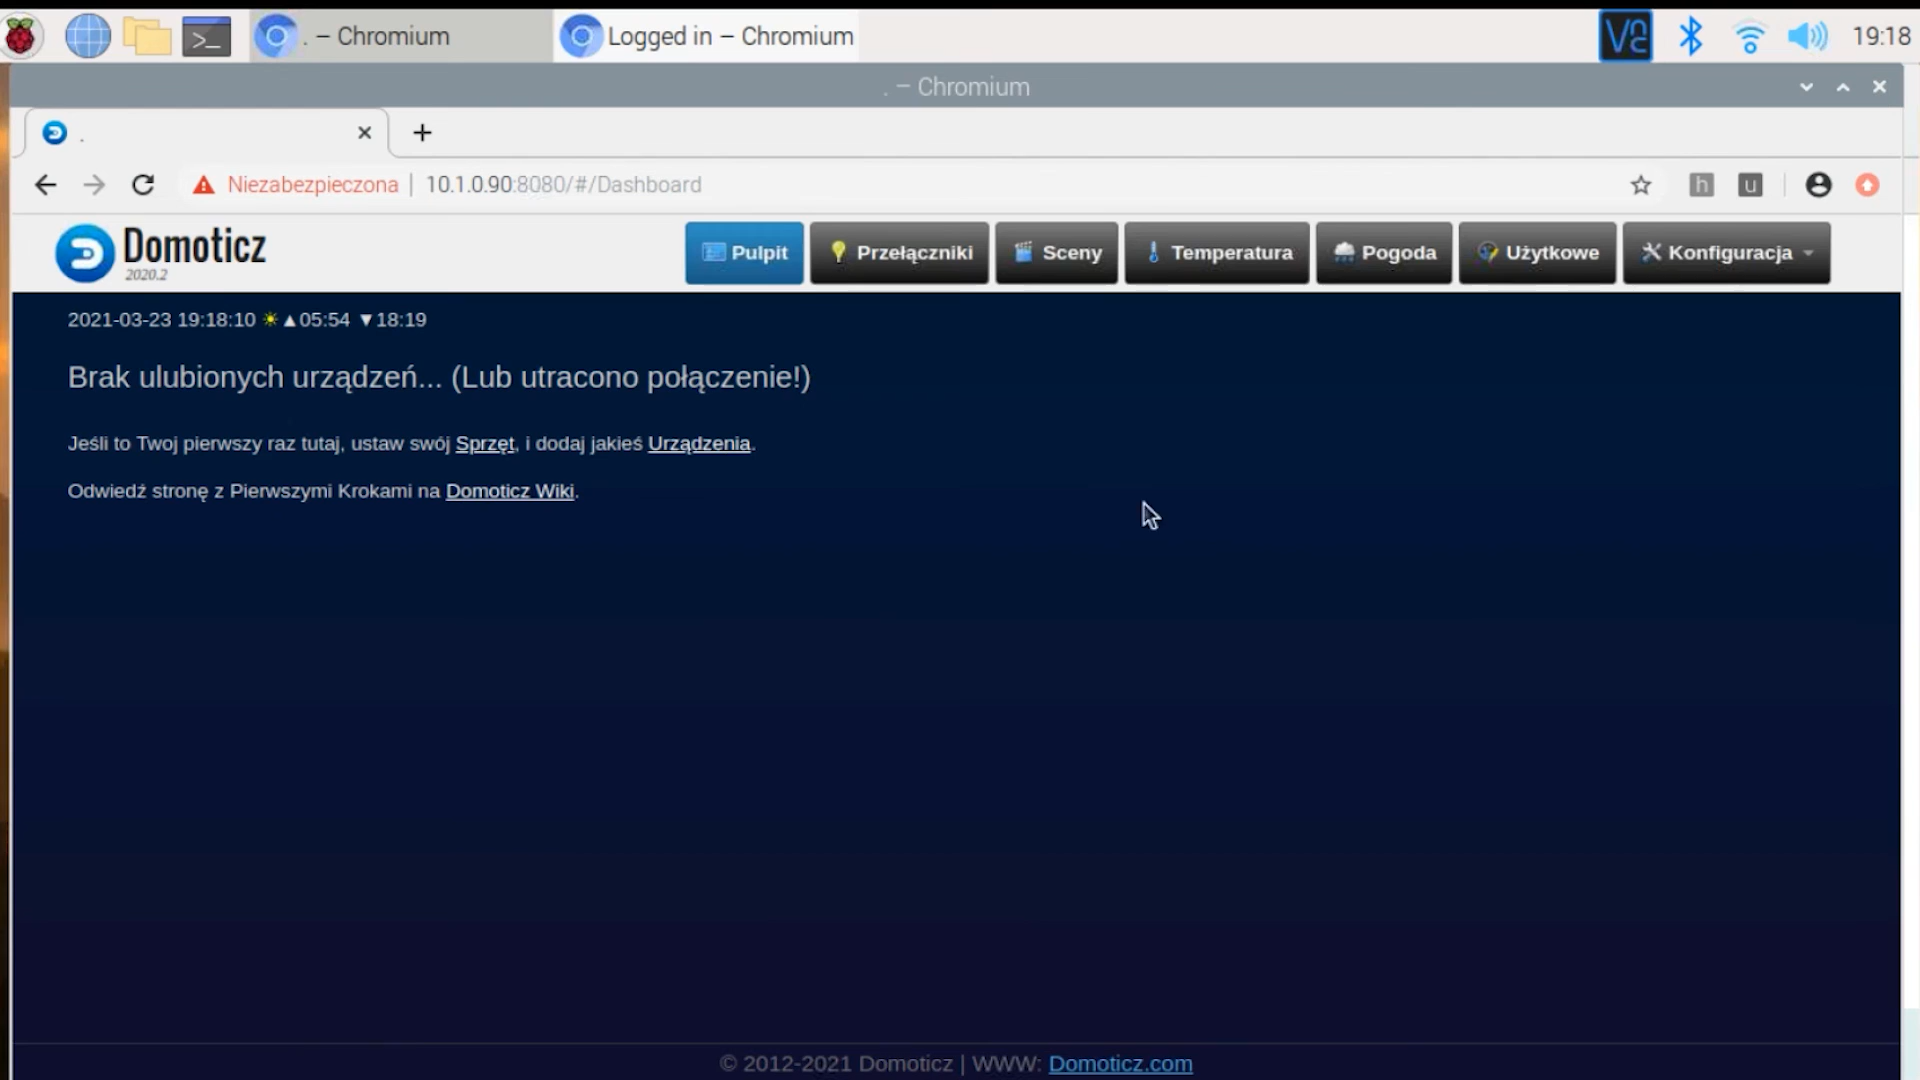 . – Chromium
Logged in – Chromium
19:18
. – Chromium
.
Niezabezpieczona | 10.1.0.90:8080/#/Dashboard
h
u
Domoticz
2020.2
Pulpit
Przełączniki
Sceny
Temperatura
Pogoda
Użytkowe
Konfiguracja
2021-03-23 19:18:10 ☀ ▲05:54 ▼18:19
Brak ulubionych urządzeń... (Lub utracono połączenie!)
Jeśli to Twoj pierwszy raz tutaj, ustaw swój Sprzęt, i dodaj jakieś Urządzenia.
Odwiedź stronę z Pierwszymi Krokami na Domoticz Wiki.
© 2012-2021 Domoticz | WWW: Domoticz.com